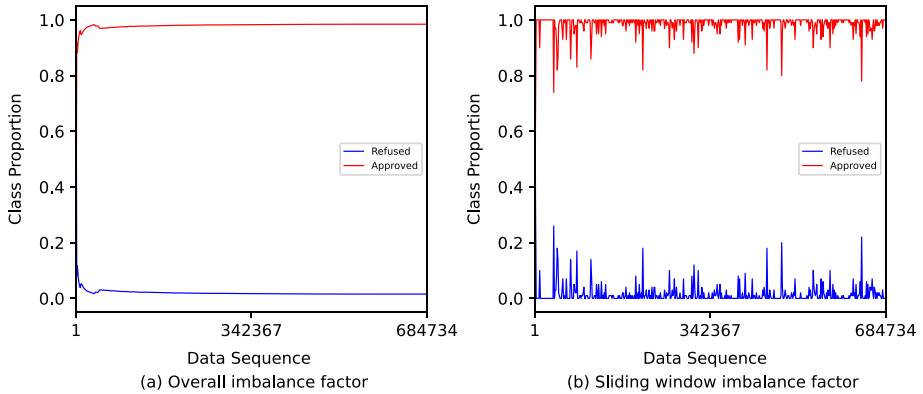 1.0
0.8
0.6
0.4
0.2
0.0
Class Proportion
Refused
Approved
1
342367
684734
Data Sequence
(a) Overall imbalance factor
1.0
0.8
0.6
0.4
0.2
0.0
Class Proportion
Refused
Approved
1
342367
684734
Data Sequence
(b) Sliding window imbalance factor